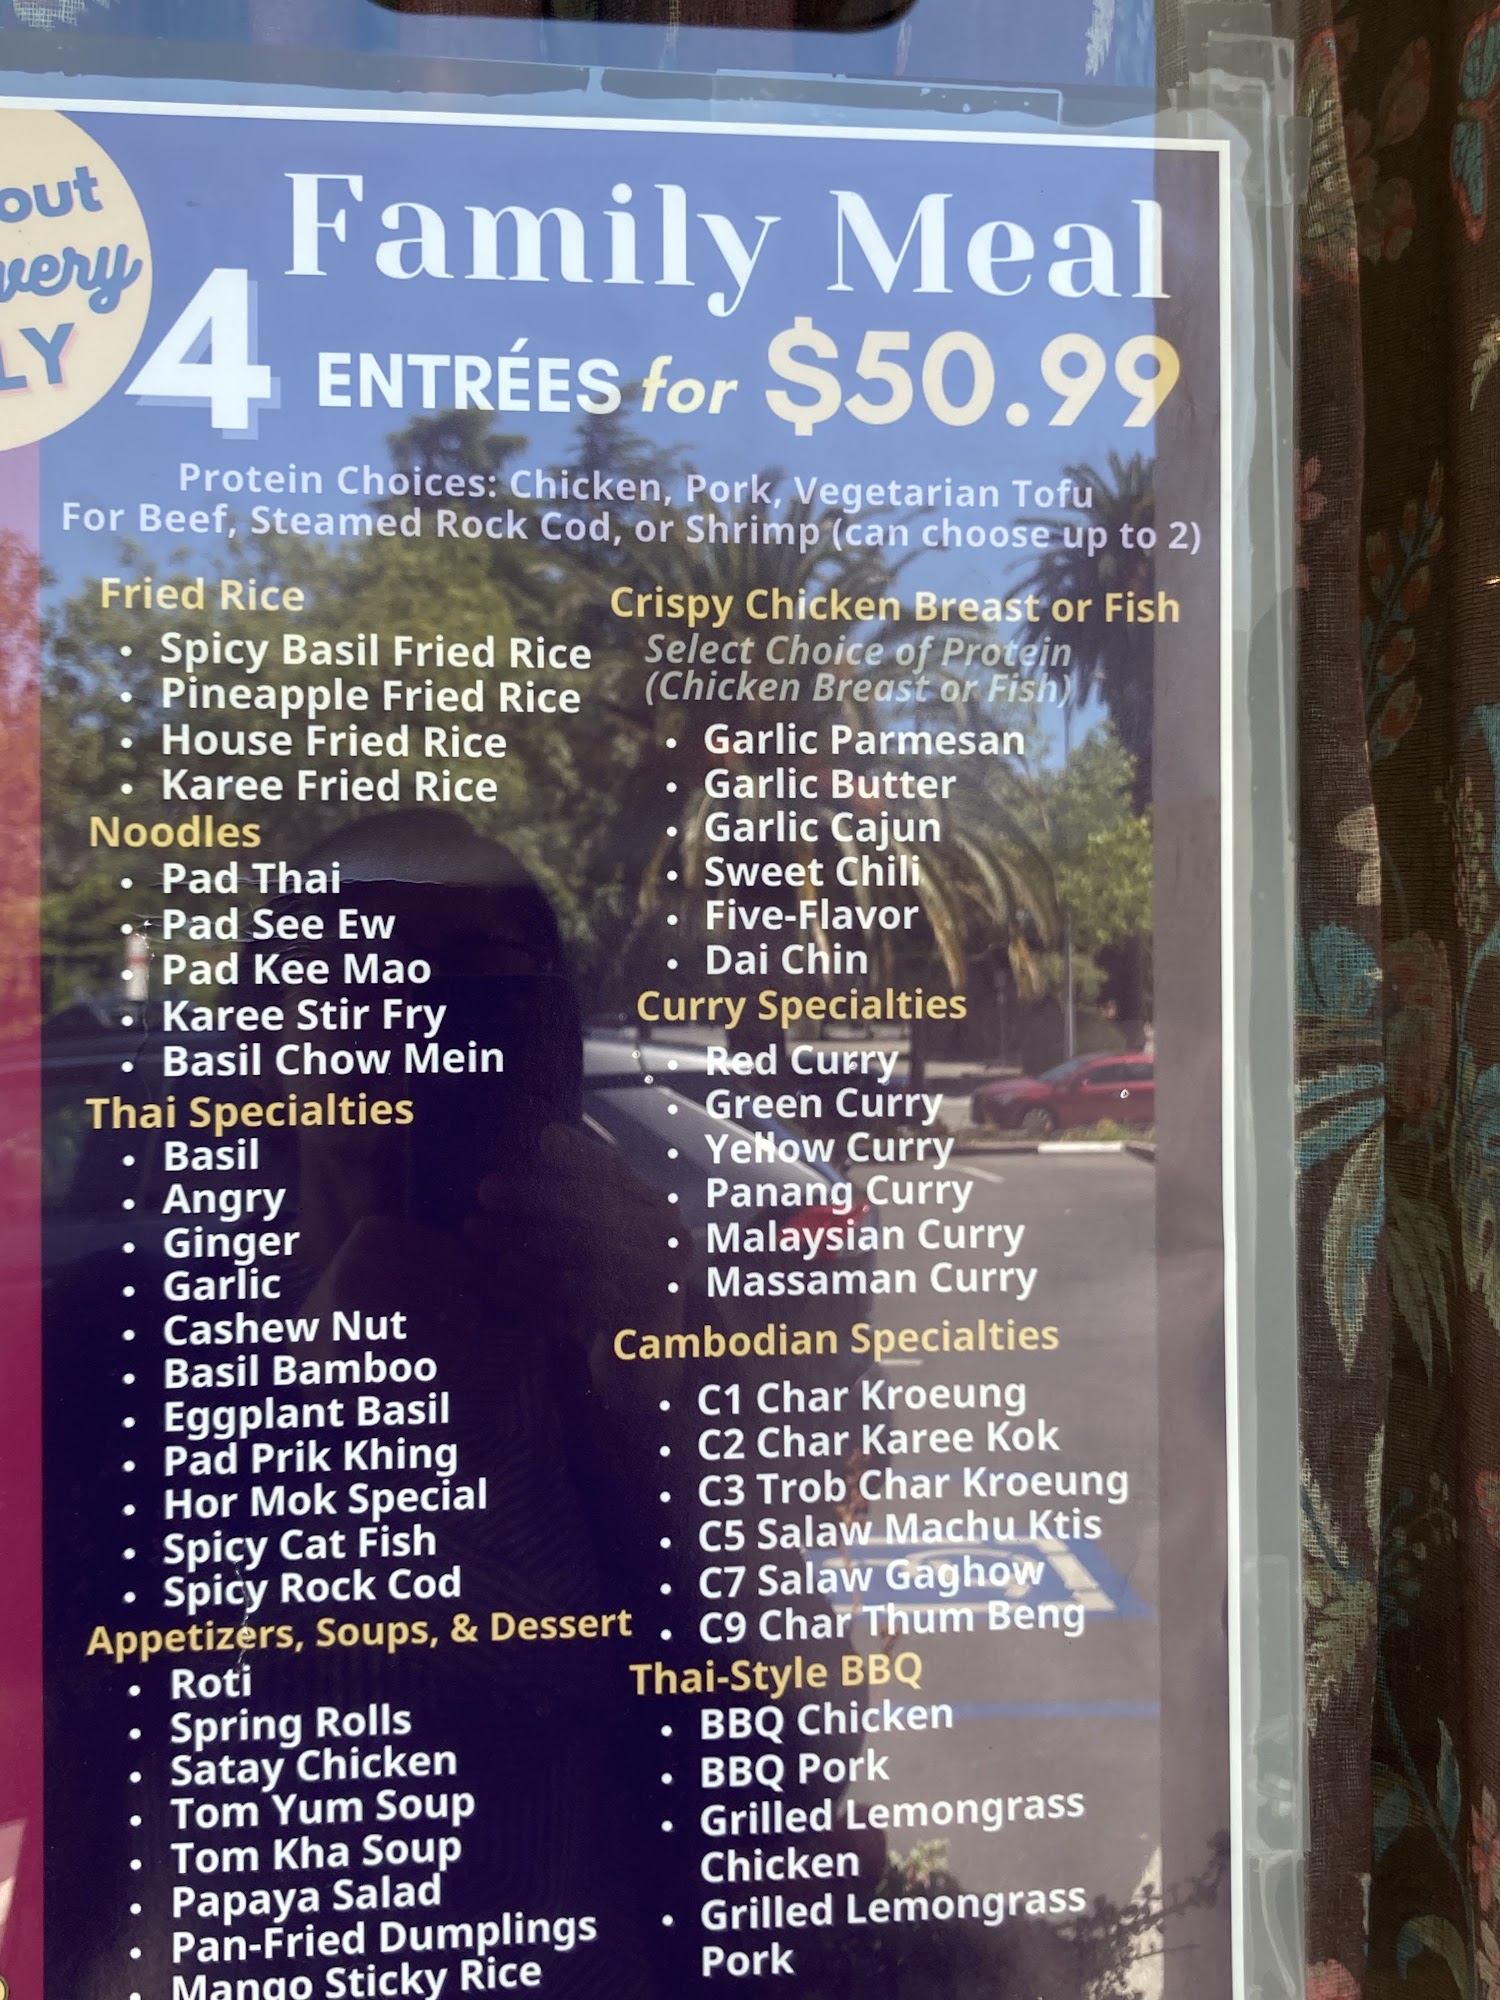 out
very
LY
Family Meal
4 ENTRÉES for $50.99
Protein Choices: Chicken, Pork, Vegetarian Tofu
For Beef, Steamed Rock Cod, or Shrimp (can choose up to 2)
Fried Rice
• Spicy Basil Fried Rice
• Pineapple Fried Rice
• House Fried Rice
• Karee Fried Rice
Noodles
• Pad Thai
• Pad See Ew
• Pad Kee Mao
• Karee Stir Fry
• Basil Chow Mein
Thai Specialties
• Basil
• Angry
• Ginger
• Garlic
• Cashew Nut
• Basil Bamboo
• Eggplant Basil
• Pad Prik Khing
• Hor Mok Special
• Spicy Cat Fish
• Spicy Rock Cod
Appetizers, Soups, & Dessert
• Roti
• Spring Rolls
• Satay Chicken
• Tom Yum Soup
• Tom Kha Soup
• Papaya Salad
• Pan-Fried Dumplings
• Mango Sticky Rice
Crispy Chicken Breast or Fish
Select Choice of Protein
(Chicken Breast or Fish)
• Garlic Parmesan
• Garlic Butter
• Garlic Cajun
• Sweet Chili
• Five-Flavor
• Dai Chin
Curry Specialties
• Red Curry
• Green Curry
• Yellow Curry
• Panang Curry
• Malaysian Curry
• Massaman Curry
Cambodian Specialties
• C1 Char Kroeung
• C2 Char Karee Kok
• C3 Trob Char Kroeung
• C5 Salaw Machu Ktis
• C7 Salaw Gaghow
• C9 Char Thum Beng
Thai-Style BBQ
• BBQ Chicken
• BBQ Pork
• Grilled Lemongrass
Chicken
• Grilled Lemongrass
Pork